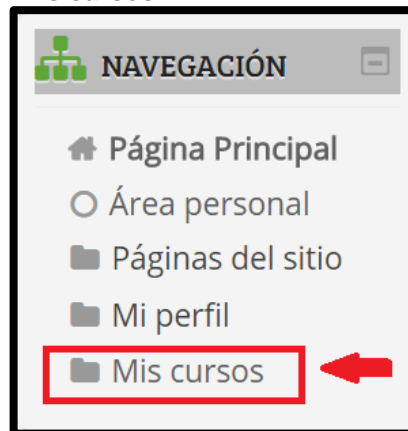 NAVEGACIÓN
Página Principal
Área personal
Páginas del sitio
Mi perfil
Mis cursos